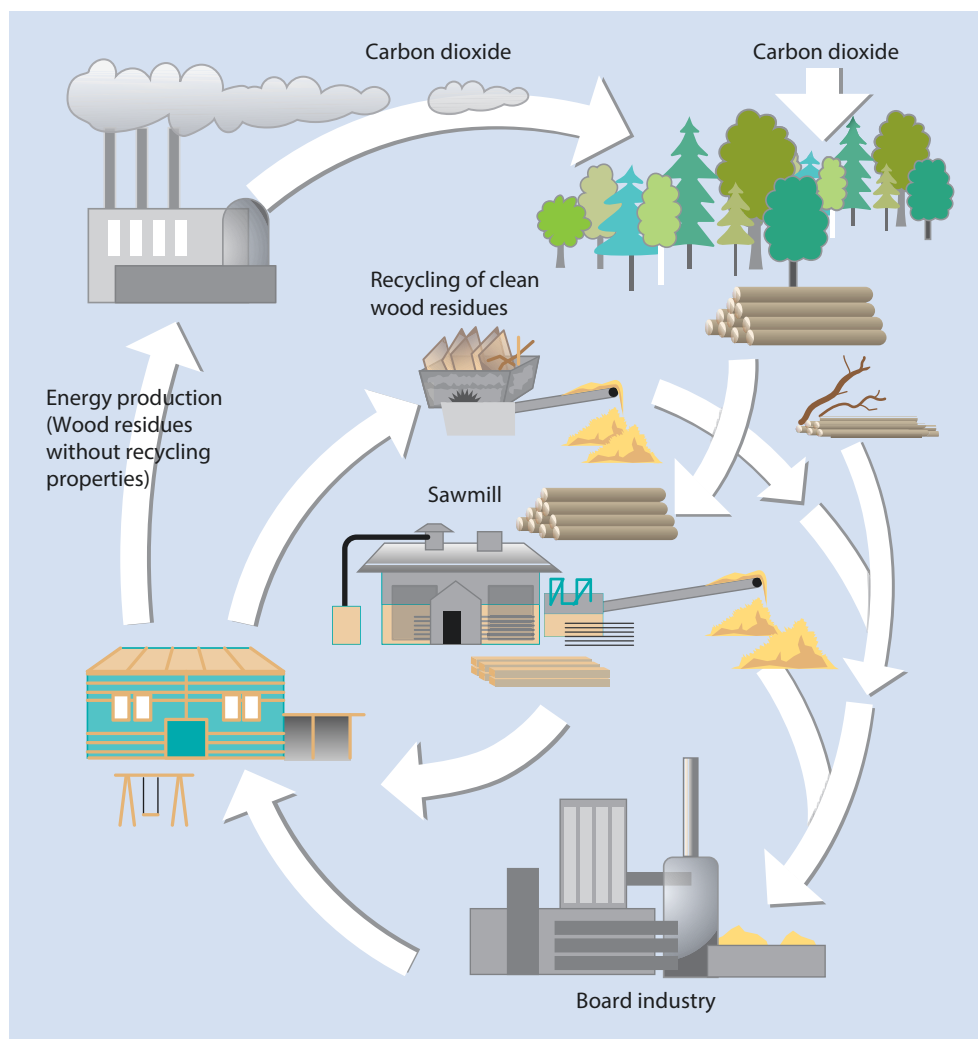 Carbon dioxide
Carbon dioxide
Recycling of clean
wood residues
Energy production
(Wood residues
without recycling
properties)
Sawmill
Board industry